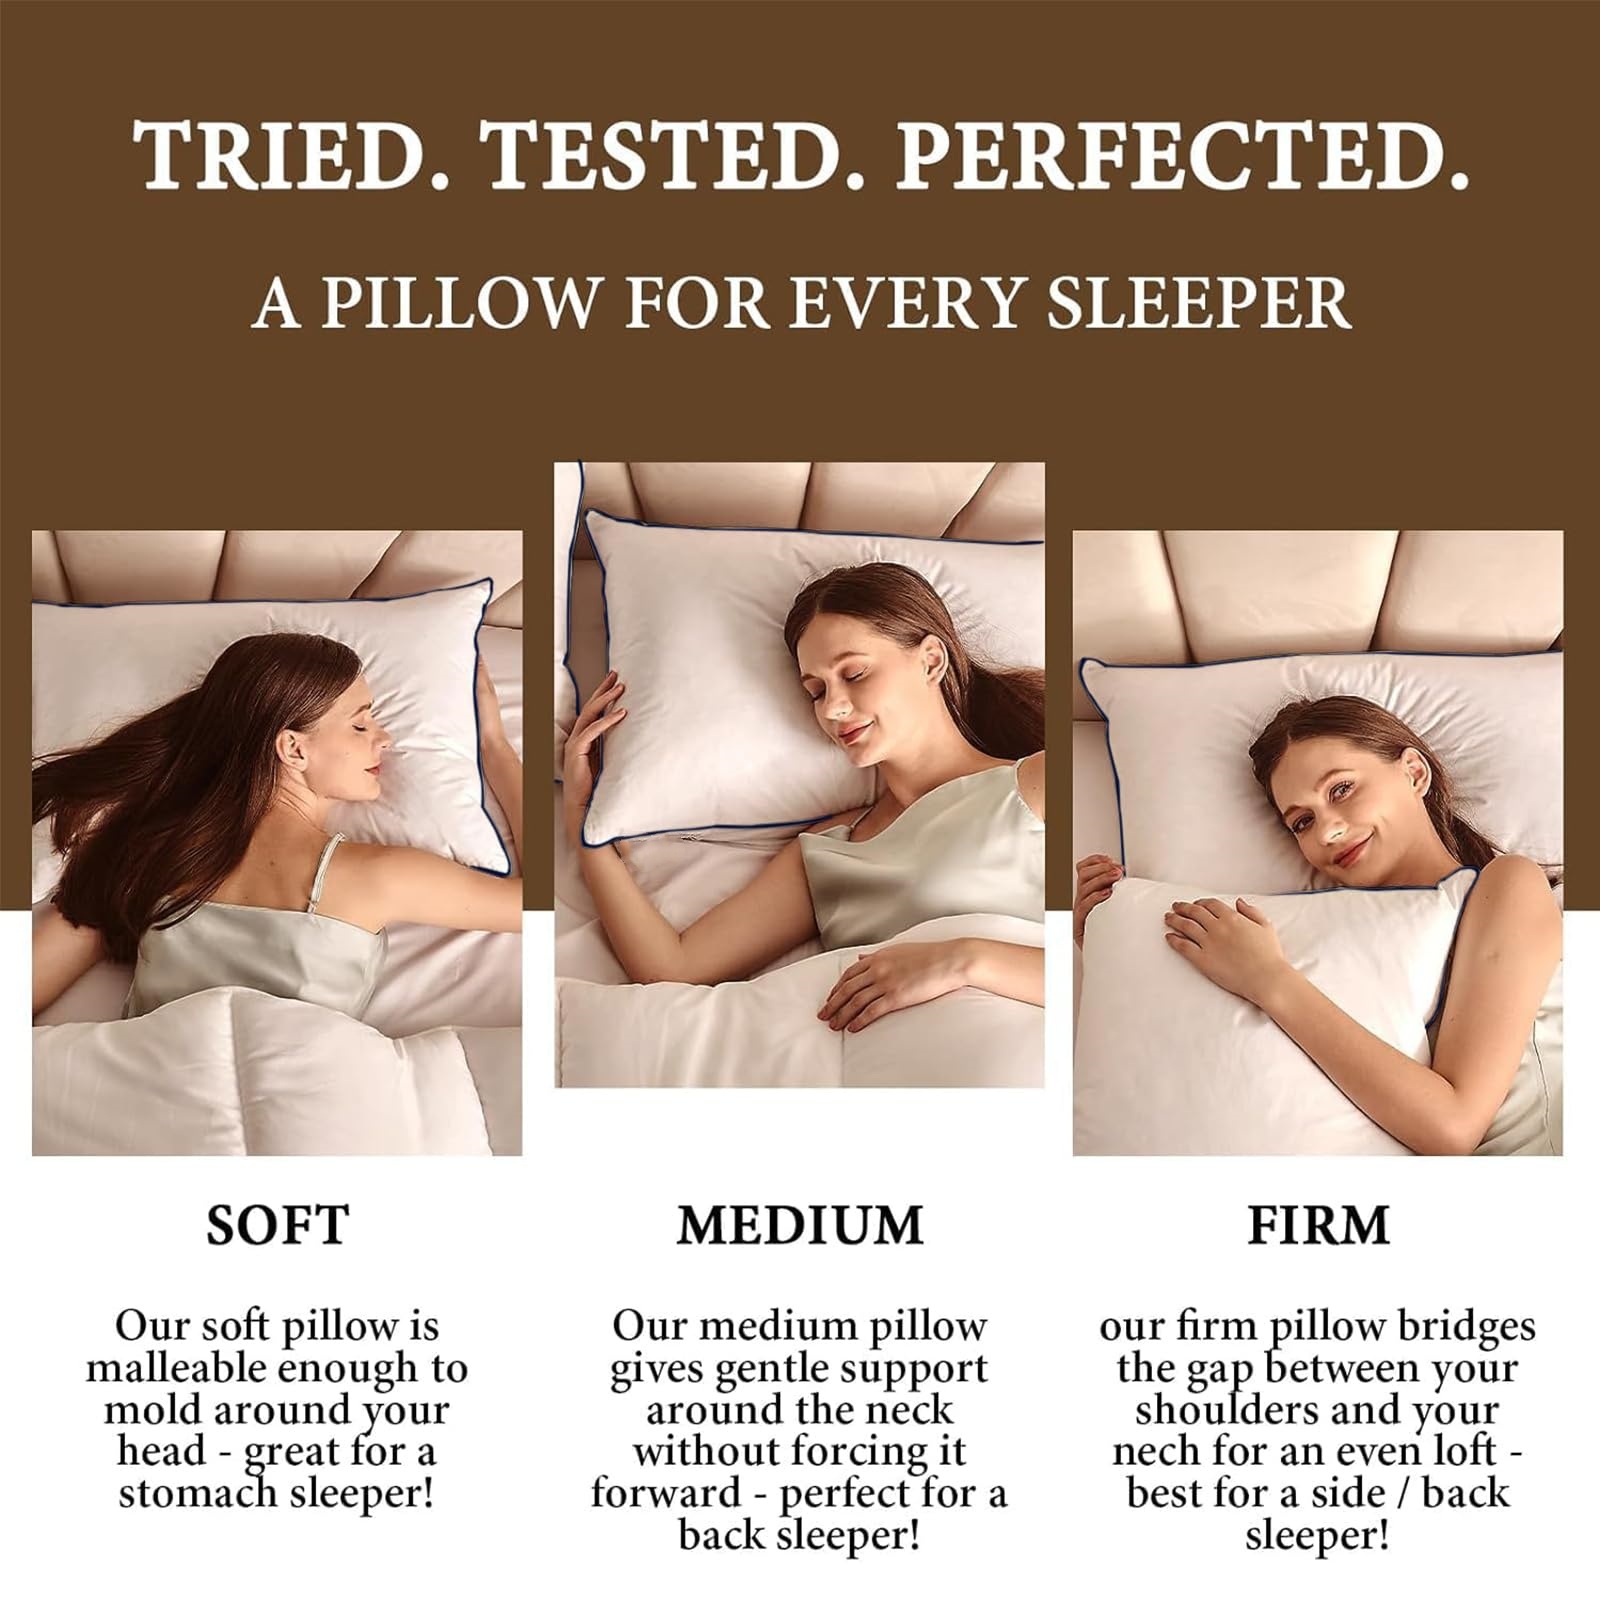 TRIED. TESTED. PERFECTED.
A PILLOW FOR EVERY SLEEPER
SOFT
Our soft pillow is
malleable enough to
mold around your
head - great for a
stomach sleeper!
MEDIUM
Our medium pillow
gives gentle support
around the neck
without forcing it
forward - perfect for a
back sleeper!
FIRM
our firm pillow bridges
the gap between your
shoulders and your
nech for an even loft -
best for a side / back
sleeper!